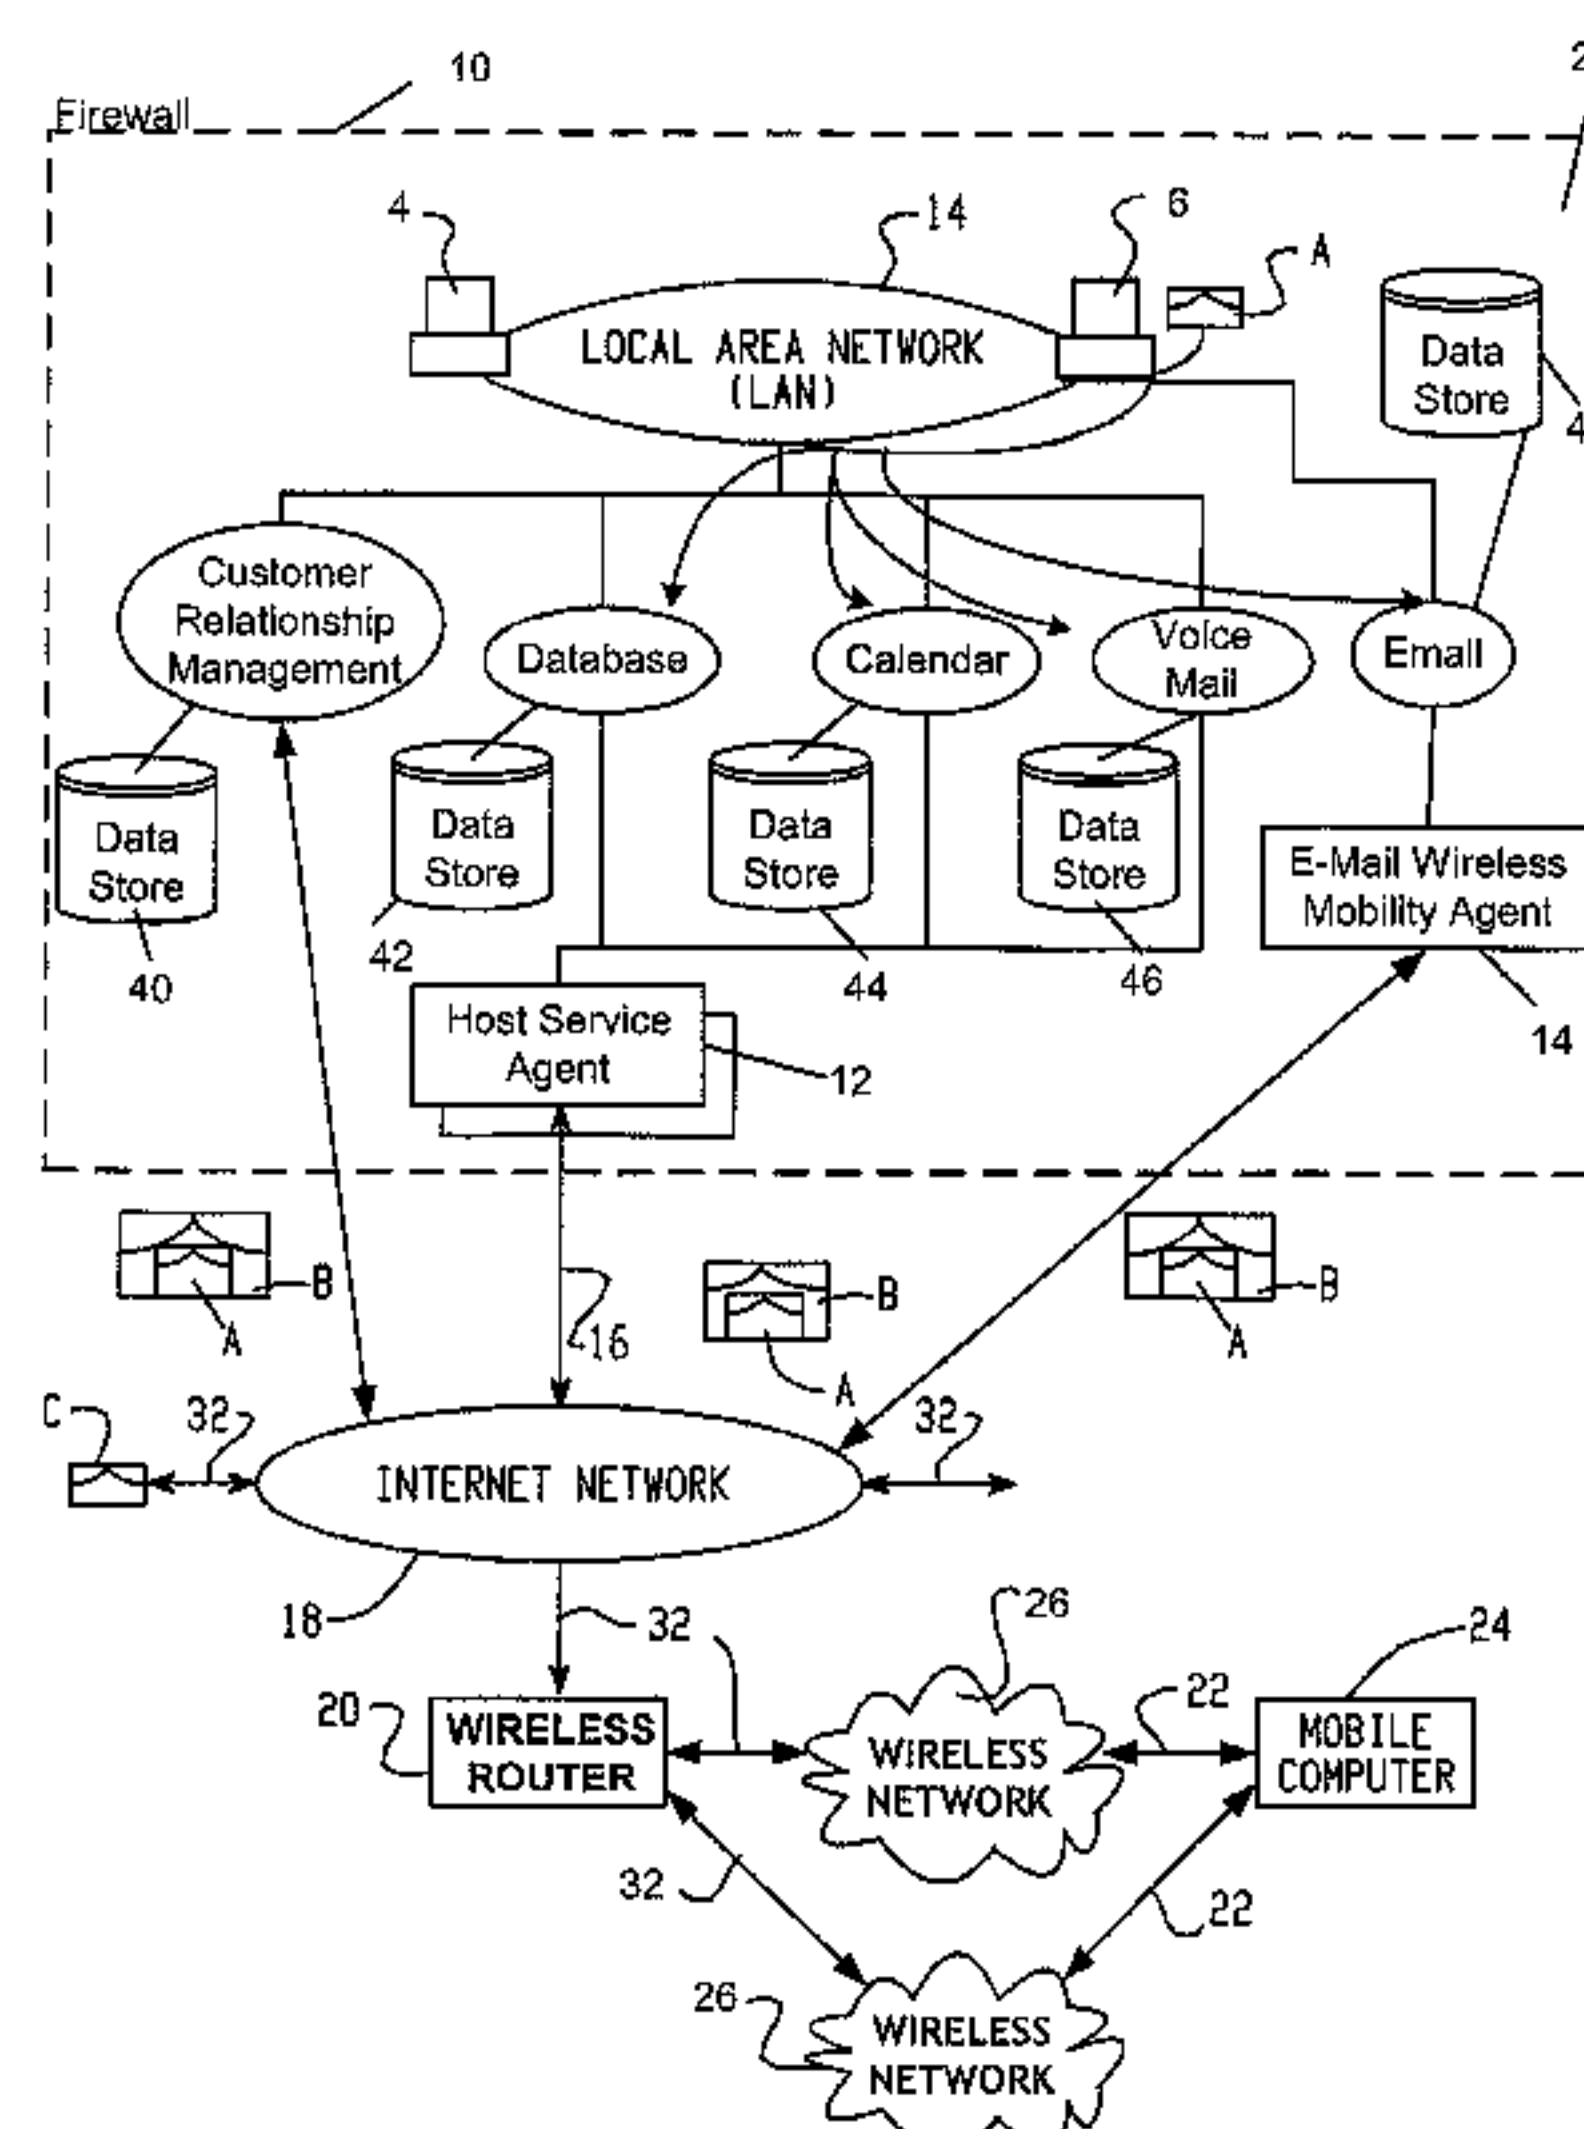 10
Firewall
4
14
6
A
LOCAL AREA NETWORK
(LAN)
Data
Store
Customer
Relationship
Management
Database
Calendar
Voice
Mail
Email
Data
Store
Data
Store
Data
Store
Data
Store
E-Mail Wireless
Mobility Agent
40
42
44
46
14
Host Service
Agent
12
B
A
16
B
A
B
A
C
32
32
INTERNET NETWORK
18
32
26
24
20
WIRELESS
ROUTER
WIRELESS
NETWORK
22
MOBILE
COMPUTER
32
22
26
WIRELESS
NETWORK